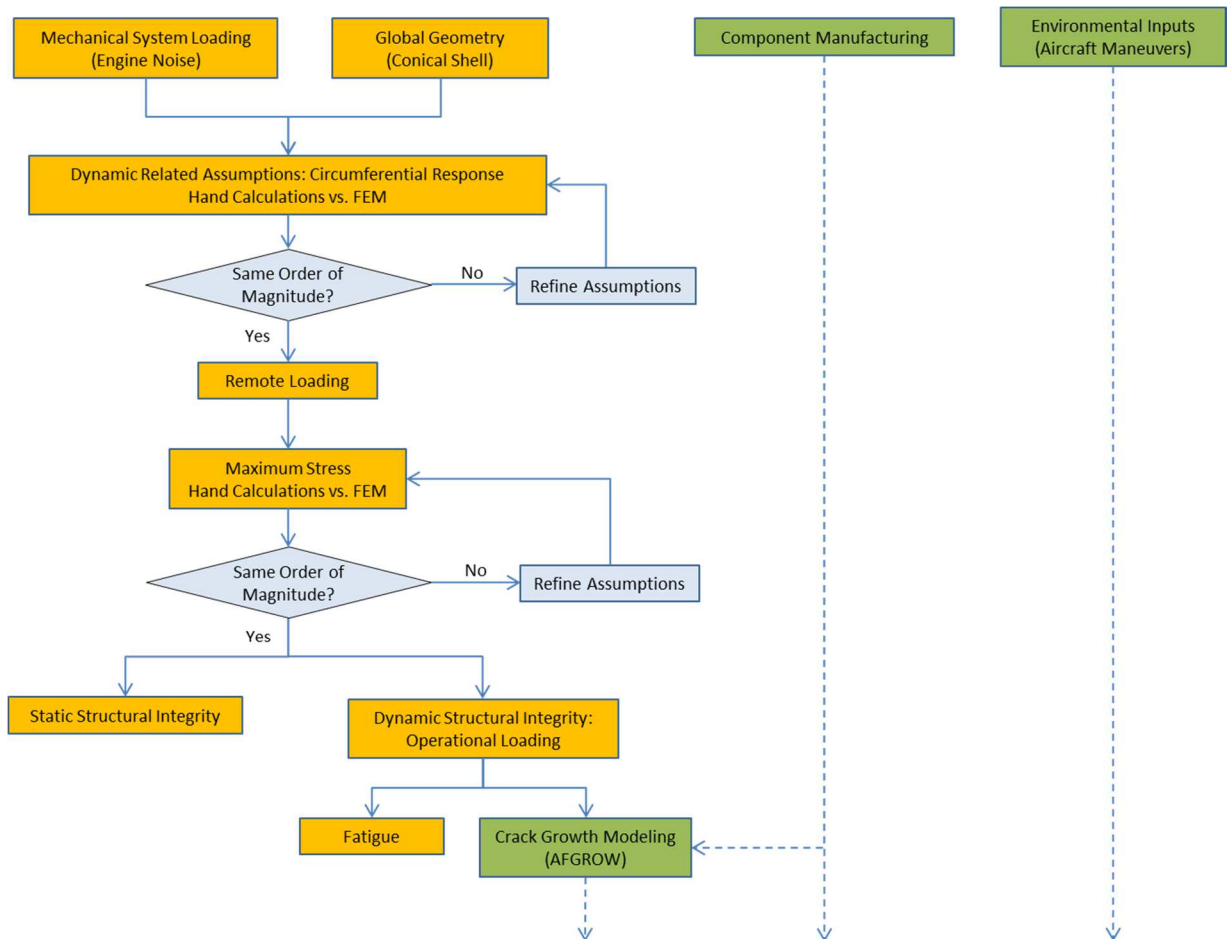 Mechanical System Loading
(Engine Noise)
Global Geometry
(Conical Shell)
Component Manufacturing
Environmental Inputs
(Aircraft Maneuvers)
Dynamic Related Assumptions: Circumferential Response
Hand Calculations vs. FEM
Same Order of
Magnitude?
No
Refine Assumptions
Yes
Remote Loading
Maximum Stress
Hand Calculations vs. FEM
Same Order of
Magnitude?
No
Refine Assumptions
Yes
Static Structural Integrity
Dynamic Structural Integrity:
Operational Loading
Fatigue
Crack Growth Modeling
(AFGROW)